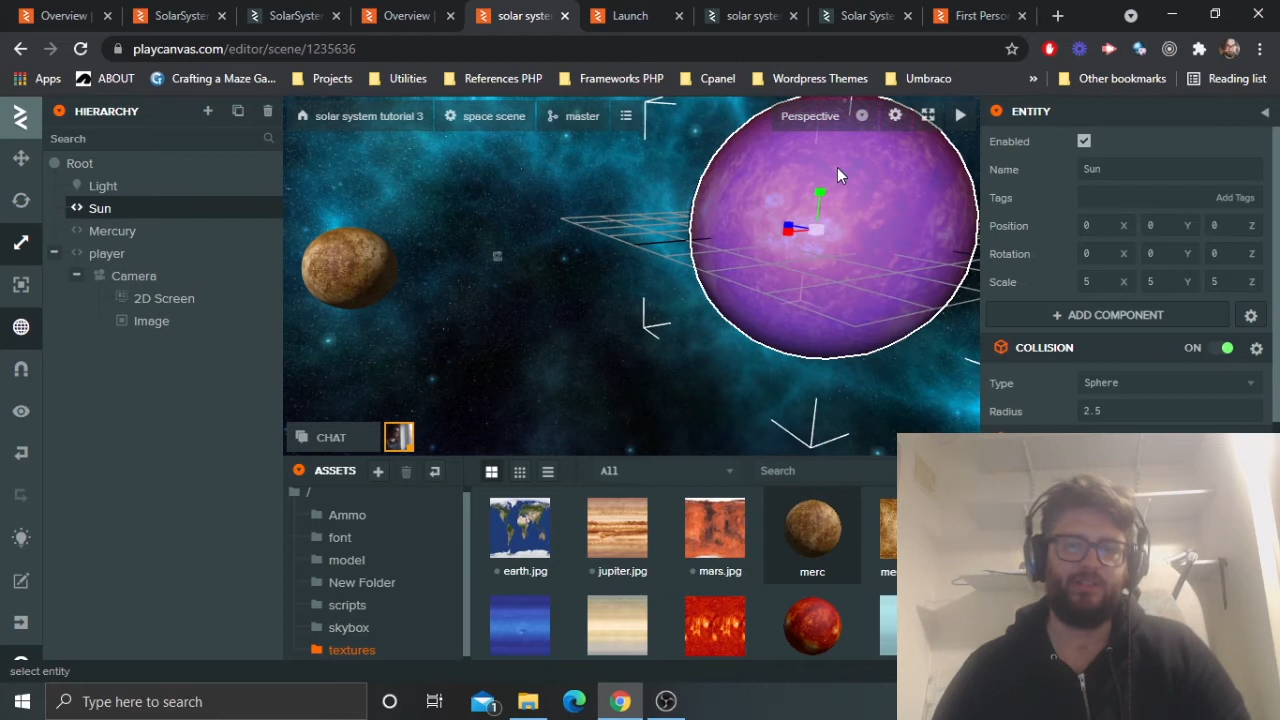 Overview
SolarSystem
SolarSystem
Overview
solar syste
Launch
solar syst
Solar Syste
First Perso
playcanvas.com/editor/scene/1235636
Apps
ABOUT
Crafting a Maze Ga...
Projects
Utilities
References PHP
Frameworks PHP
Cpanel
Wordpress Themes
Umbraco
»
Other bookmarks
Reading list
HIERARCHY
Search
Root
Light
Sun
Mercury
player
Camera
2D Screen
Image
solar system tutorial 3
space scene
master
Perspective
CHAT
ENTITY
Enabled
Name
Sun
Tags
Add Tags
Position
0 X 0 Y 0 Z
Rotation
0 X 0 Y 0 Z
Scale
5 X 5 Y 5 Z
+ ADD COMPONENT
COLLISION
ON
Type
Sphere
Radius
2.5
ASSETS
All
Search
/
Ammo
font
model
New Folder
scripts
skybox
textures
earth.jpg
jupiter.jpg
mars.jpg
merc
select entity
Type here to search
1